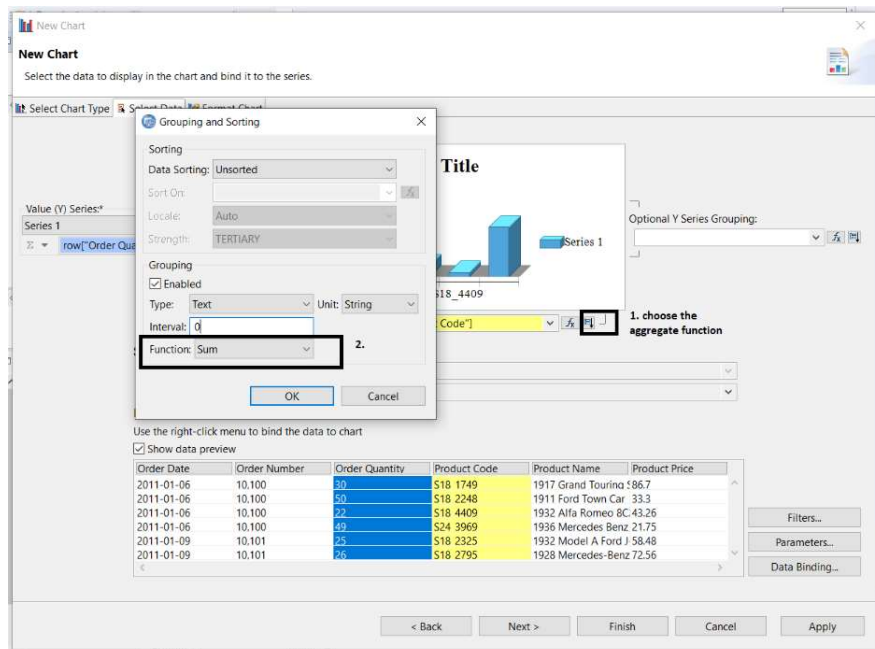 New Chart
New Chart
Select the data to display in the chart and bind it to the series.
Select Chart Type Select Data Format Chart
Grouping and Sorting
Sorting
Data Sorting: Unsorted
Sort On:
Locale: Auto
Strength: TERTIARY
Grouping
Enabled
Type: Text Unit: String
Interval: 0
Function: Sum
2.
OK Cancel
Title
Series 1
S18_4409
Value (Y) Series:*
Series 1
Σ row["Order Qua
Optional Y Series Grouping:
Code"]
1. choose the
aggregate function
Use the right-click menu to bind the data to chart
Show data preview
Order Date Order Number Order Quantity Product Code Product Name Product Price
2011-01-06 10,100 30 S18 1749 1917 Grand Touring S 86.7
2011-01-06 10,100 50 S18 2248 1911 Ford Town Car 33.3
2011-01-06 10,100 22 S18 4409 1932 Alfa Romeo 8C 43.26
2011-01-06 10,100 49 S24 3969 1936 Mercedes Benz 21.75
2011-01-09 10,101 25 S18 2325 1932 Model A Ford J 58.48
2011-01-09 10,101 26 S18 2795 1928 Mercedes-Benz 72.56
Filters...
Parameters...
Data Binding...
< Back Next > Finish Cancel Apply